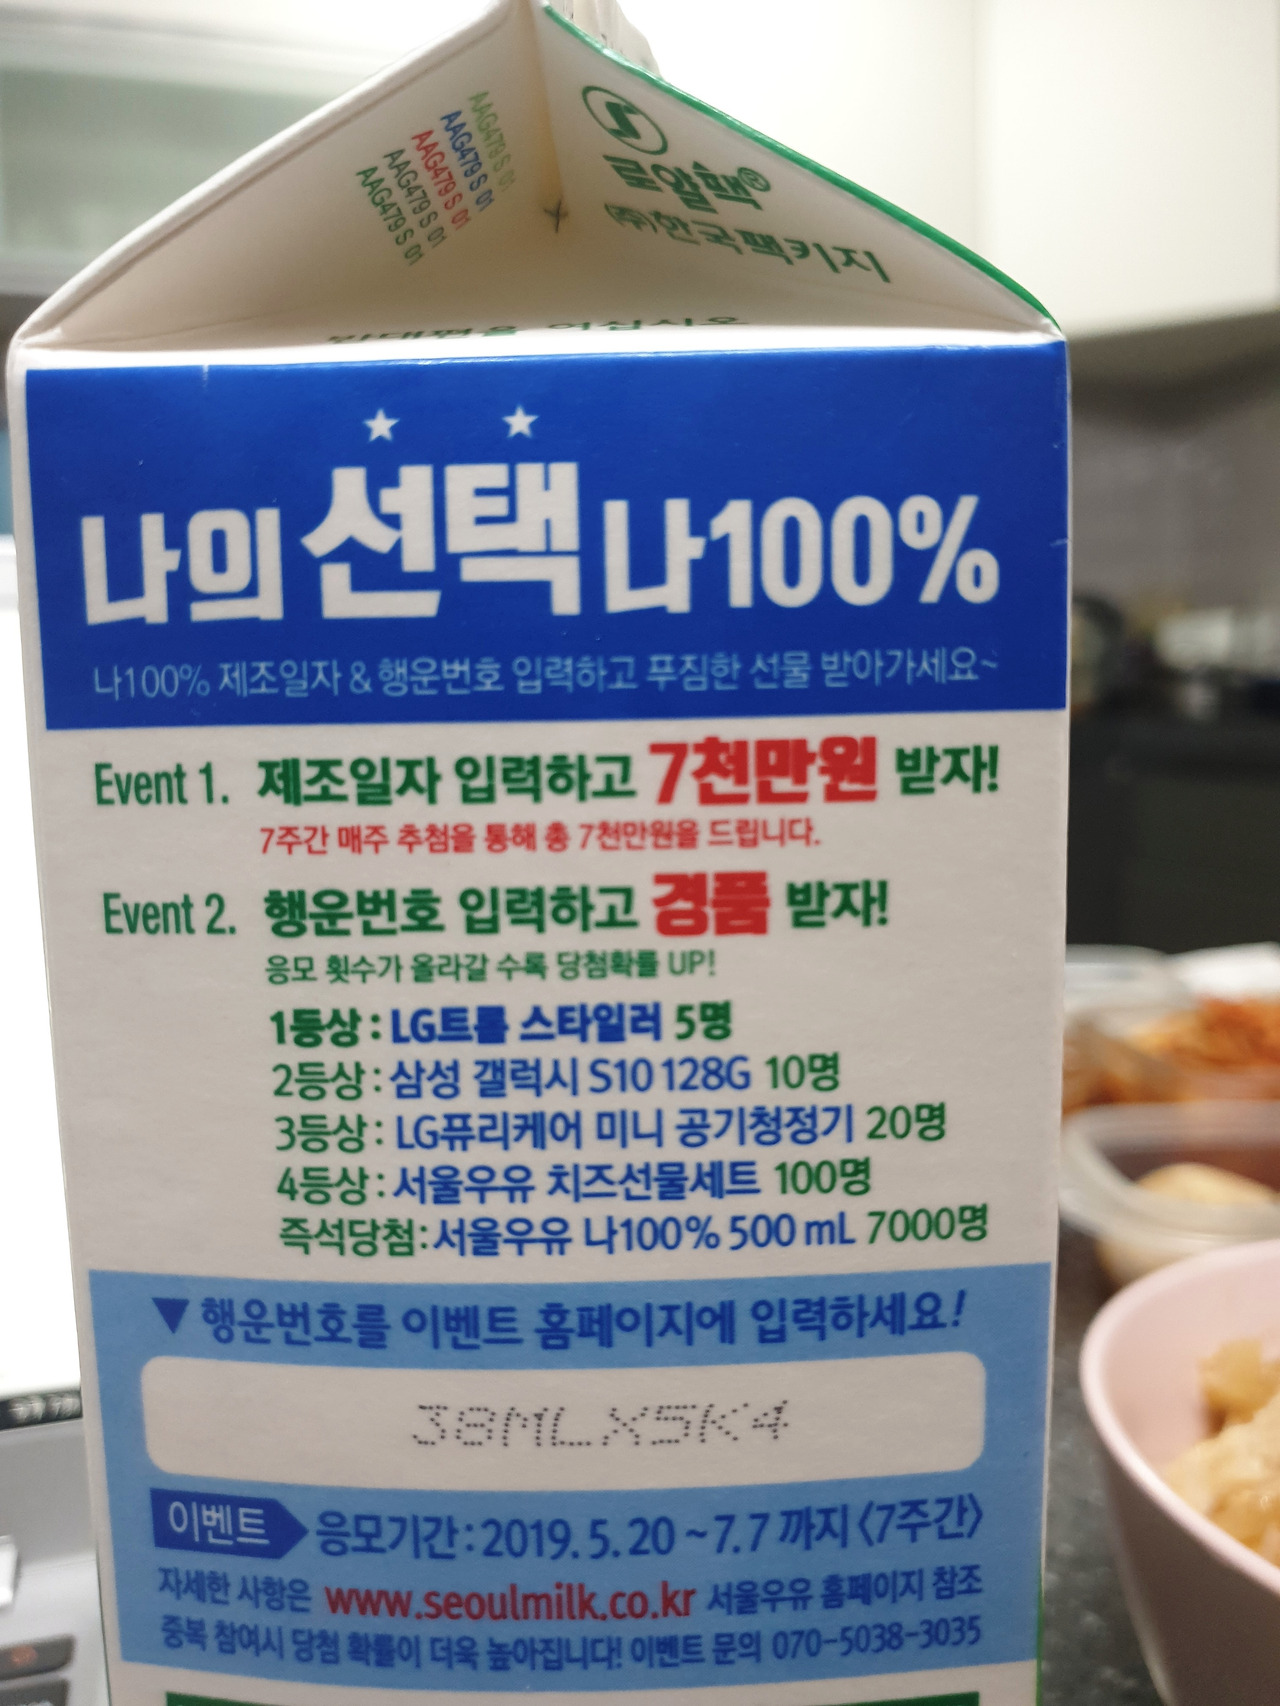 AAG479 S 01
AAG479 S 01
AAG479 S 01
AAG479 S 01
AAG479 S 01
로얄팩®
㈜한국팩키지
반대편을 여십시오
나의 선택 나100%
나100% 제조일자 & 행운번호 입력하고 푸짐한 선물 받아가세요~
Event 1. 제조일자 입력하고 7천만원 받자!
7주간 매주 추첨을 통해 총 7천만원을 드립니다.
Event 2. 행운번호 입력하고 경품 받자!
응모 횟수가 올라갈 수록 당첨확률 UP!
1등상 : LG트롬 스타일러 5명
2등상 : 삼성 갤럭시 S10 128G 10명
3등상 : LG퓨리케어 미니 공기청정기 20명
4등상 : 서울우유 치즈선물세트 100명
즉석당첨 : 서울우유 나100% 500 mL 7000명
▼ 행운번호를 이벤트 홈페이지에 입력하세요!
38MLX5K4
이벤트 응모기간 : 2019. 5. 20 ~ 7. 7 까지 〈7주간〉
자세한 사항은 www.seoulmilk.co.kr 서울우유 홈페이지 참조
중복 참여시 당첨 확률이 더욱 높아집니다! 이벤트 문의 070-5038-3035